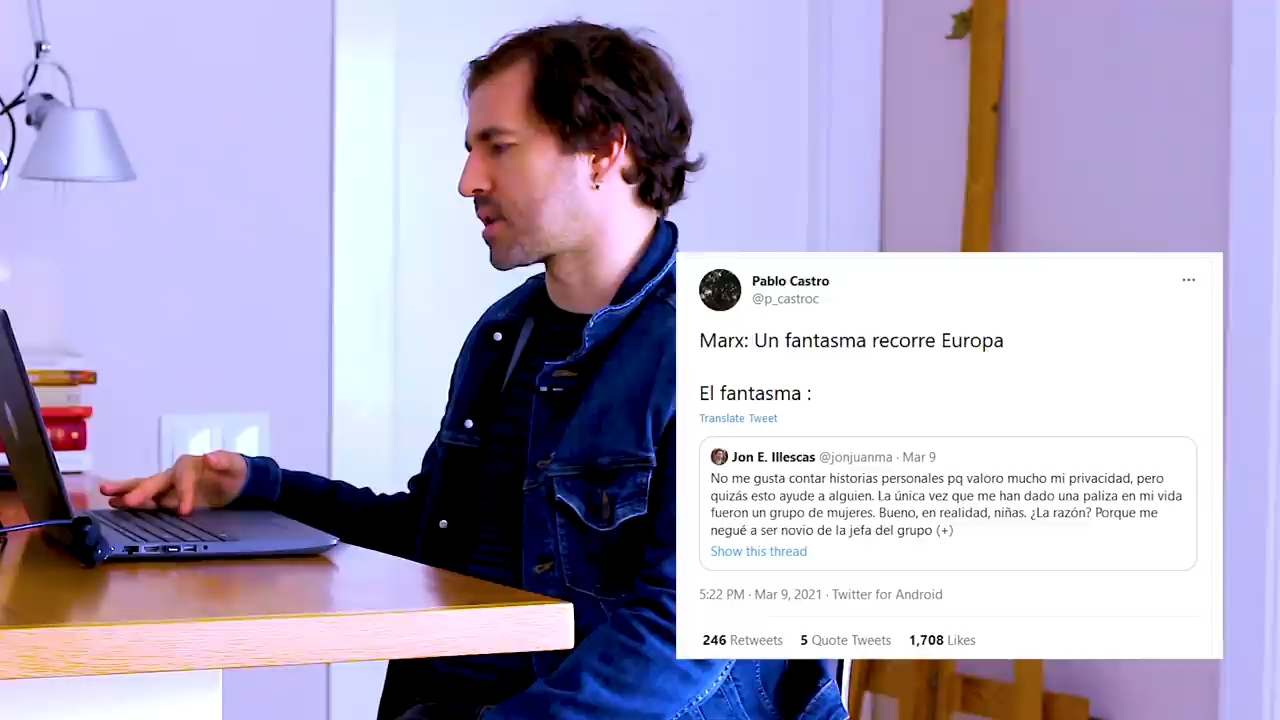 Pablo Castro
@p_castroc
Marx: Un fantasma recorre Europa
El fantasma :
Translate Tweet
Jon E. Illescas @jonjuanma · Mar 9
No me gusta contar historias personales pq valoro mucho mi privacidad, pero
quizás esto ayude a alguien. La única vez que me han dado una paliza en mi vida
fueron un grupo de mujeres. Bueno, en realidad, niñas. ¿La razón? Porque me
negué a ser novio de la jefa del grupo (+)
Show this thread
5:22 PM · Mar 9, 2021 · Twitter for Android
246 Retweets 5 Quote Tweets 1,708 Likes